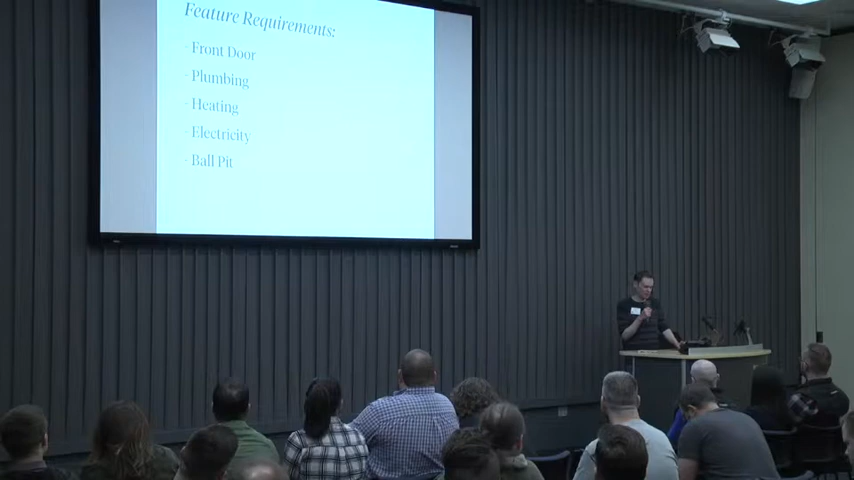 Feature Requirements:
- Front Door
- Plumbing
- Heating
- Electricity
- Ball Pit